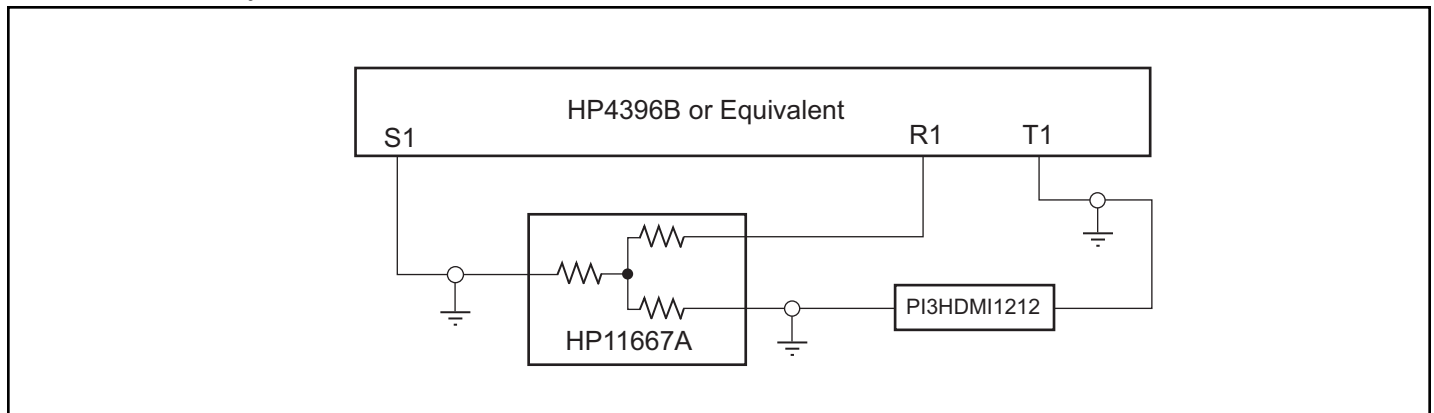 HP4396B or Equivalent
S1
R1
T1
PI3HDMI1212
HP11667A